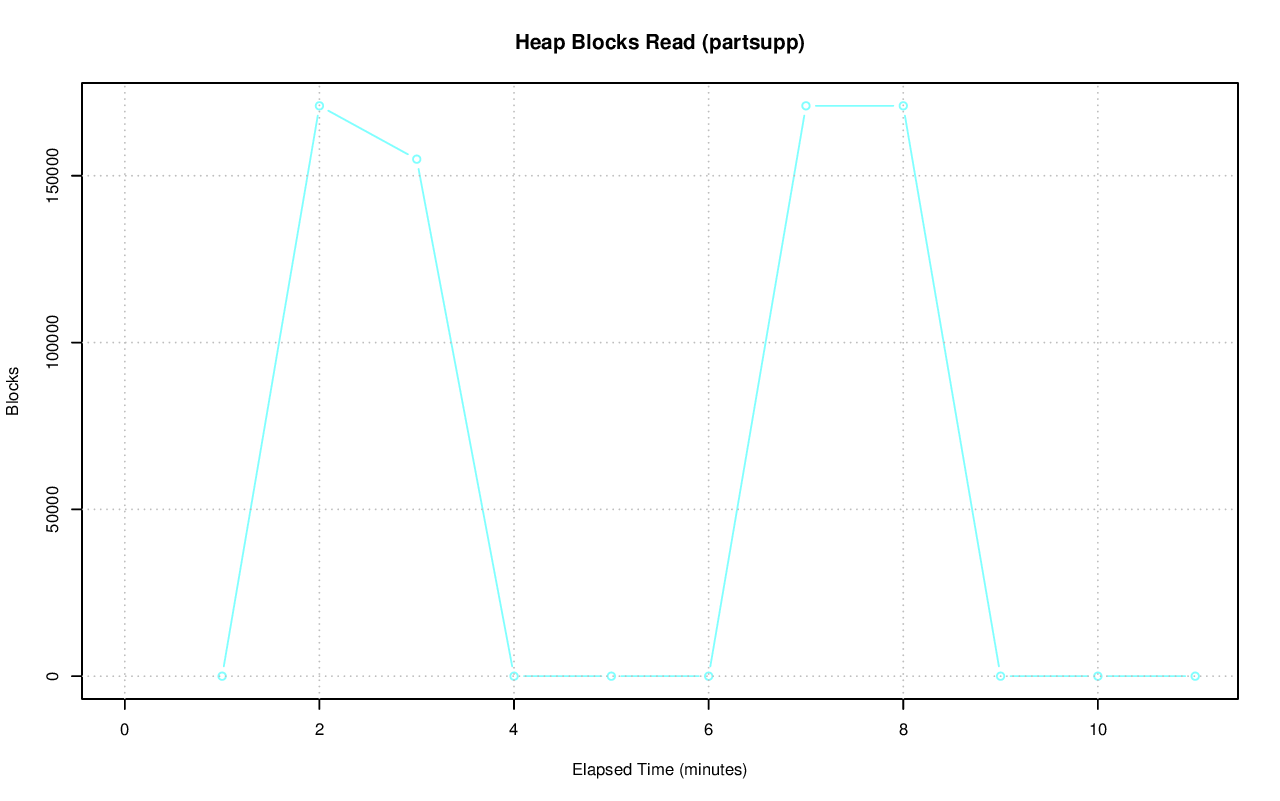 Heap Blocks Read (partsupp)
Blocks
150000
100000
50000
0
0 2 4 6 8 10
Elapsed Time (minutes)